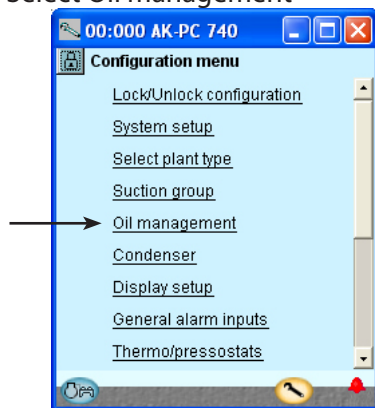 Select Oil management
00:000 AK-PC 740
Configuration menu
Lock/Unlock configuration
System setup
Select plant type
Suction group
Oil management
Condenser
Display setup
General alarm inputs
Thermo/pressostats